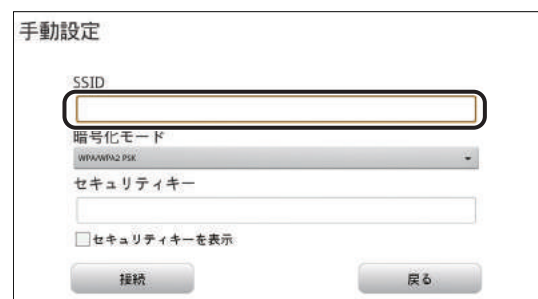 手動設定
SSID
暗号化モード
WPA/WPA2 PSK
セキュリティキー
セキュリティキーを表示
接続
戻る